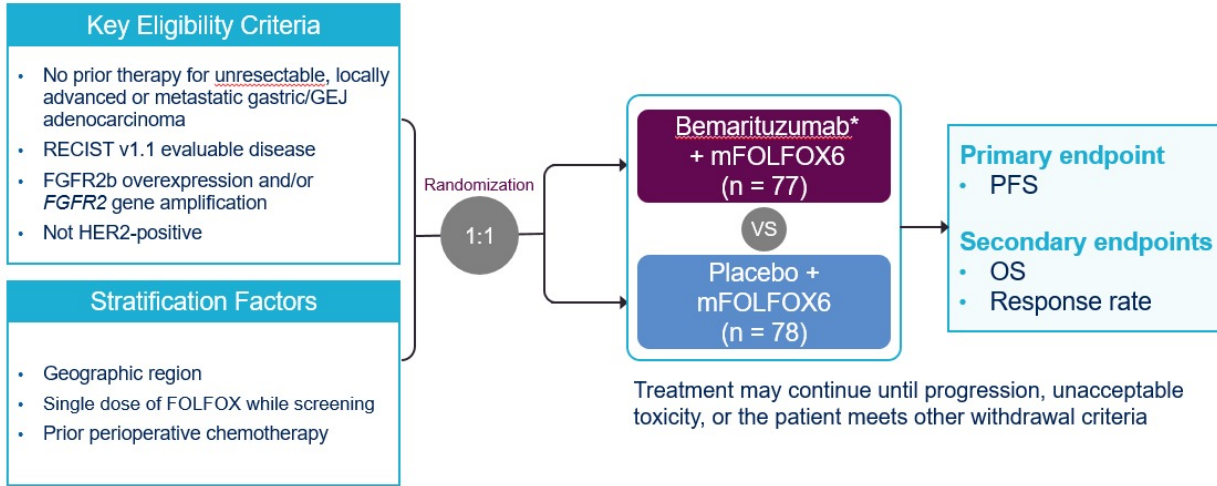 Key Eligibility Criteria
• No prior therapy for unresectable, locally
advanced or metastatic gastric/GEJ
adenocarcinoma
• RECIST v1.1 evaluable disease
• FGFR2b overexpression and/or
FGFR2 gene amplification
• Not HER2-positive
Stratification Factors
• Geographic region
• Single dose of FOLFOX while screening
• Prior perioperative chemotherapy
Randomization
1:1
Bemarituzumab*
+ mFOLFOX6
(n = 77)
VS
Placebo +
mFOLFOX6
(n = 78)
Treatment may continue until progression, unacceptable
toxicity, or the patient meets other withdrawal criteria
Primary endpoint
• PFS
Secondary endpoints
• OS
• Response rate